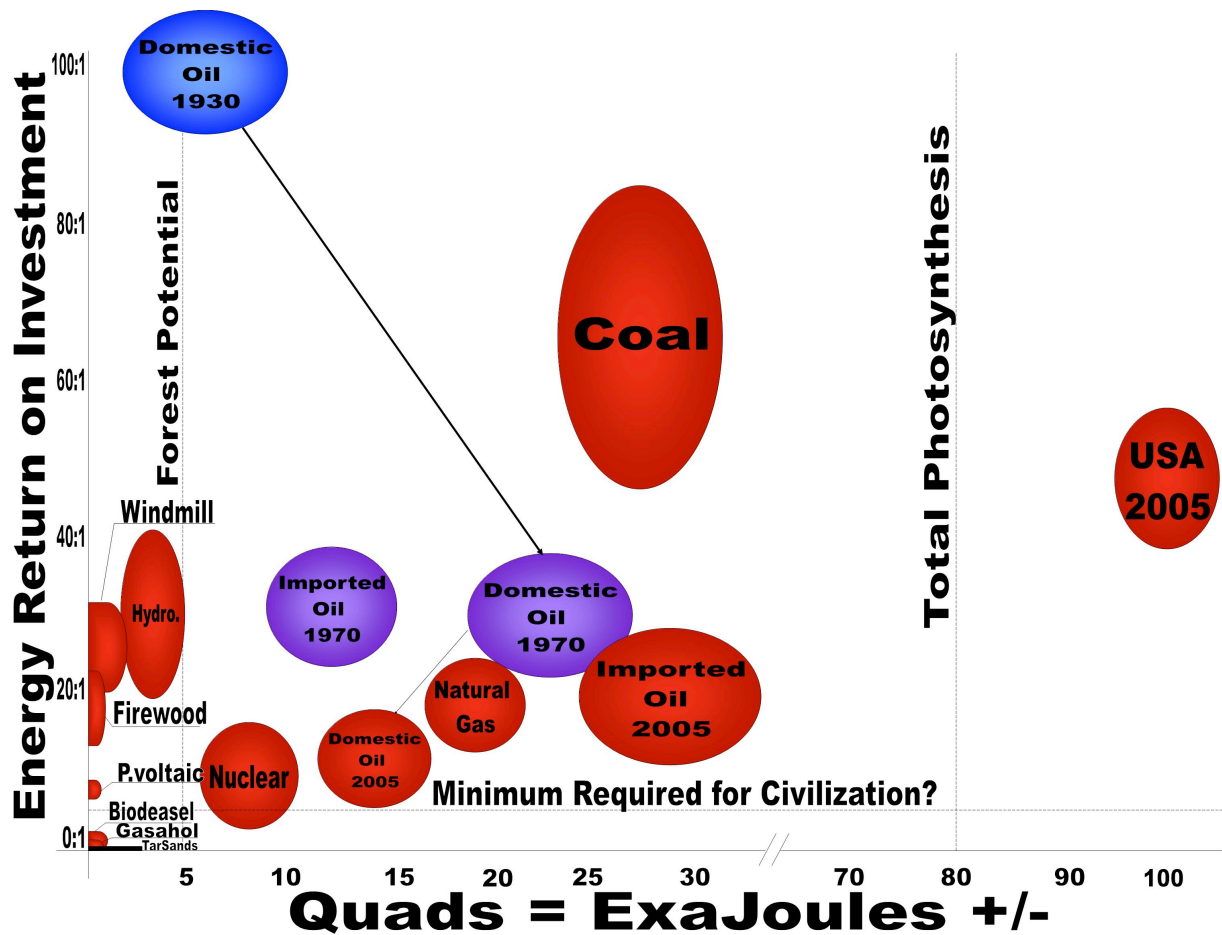 Energy Return on Investment
100:1
80:1
60:1
40:1
20:1
0:1
Domestic
Oil
1930
Forest Potential
Coal
Total Photosynthesis
USA
2005
Windmill
Hydro.
Imported
Oil
1970
Domestic
Oil
1970
Imported
Oil
2005
Natural
Gas
Firewood
Domestic
Oil
2005
P.voltaic
Nuclear
Minimum Required for Civilization?
Biodeasel
Gasahol
TarSands
5 10 15 20 25 30 70 80 90 100
Quads = ExaJoules +/-